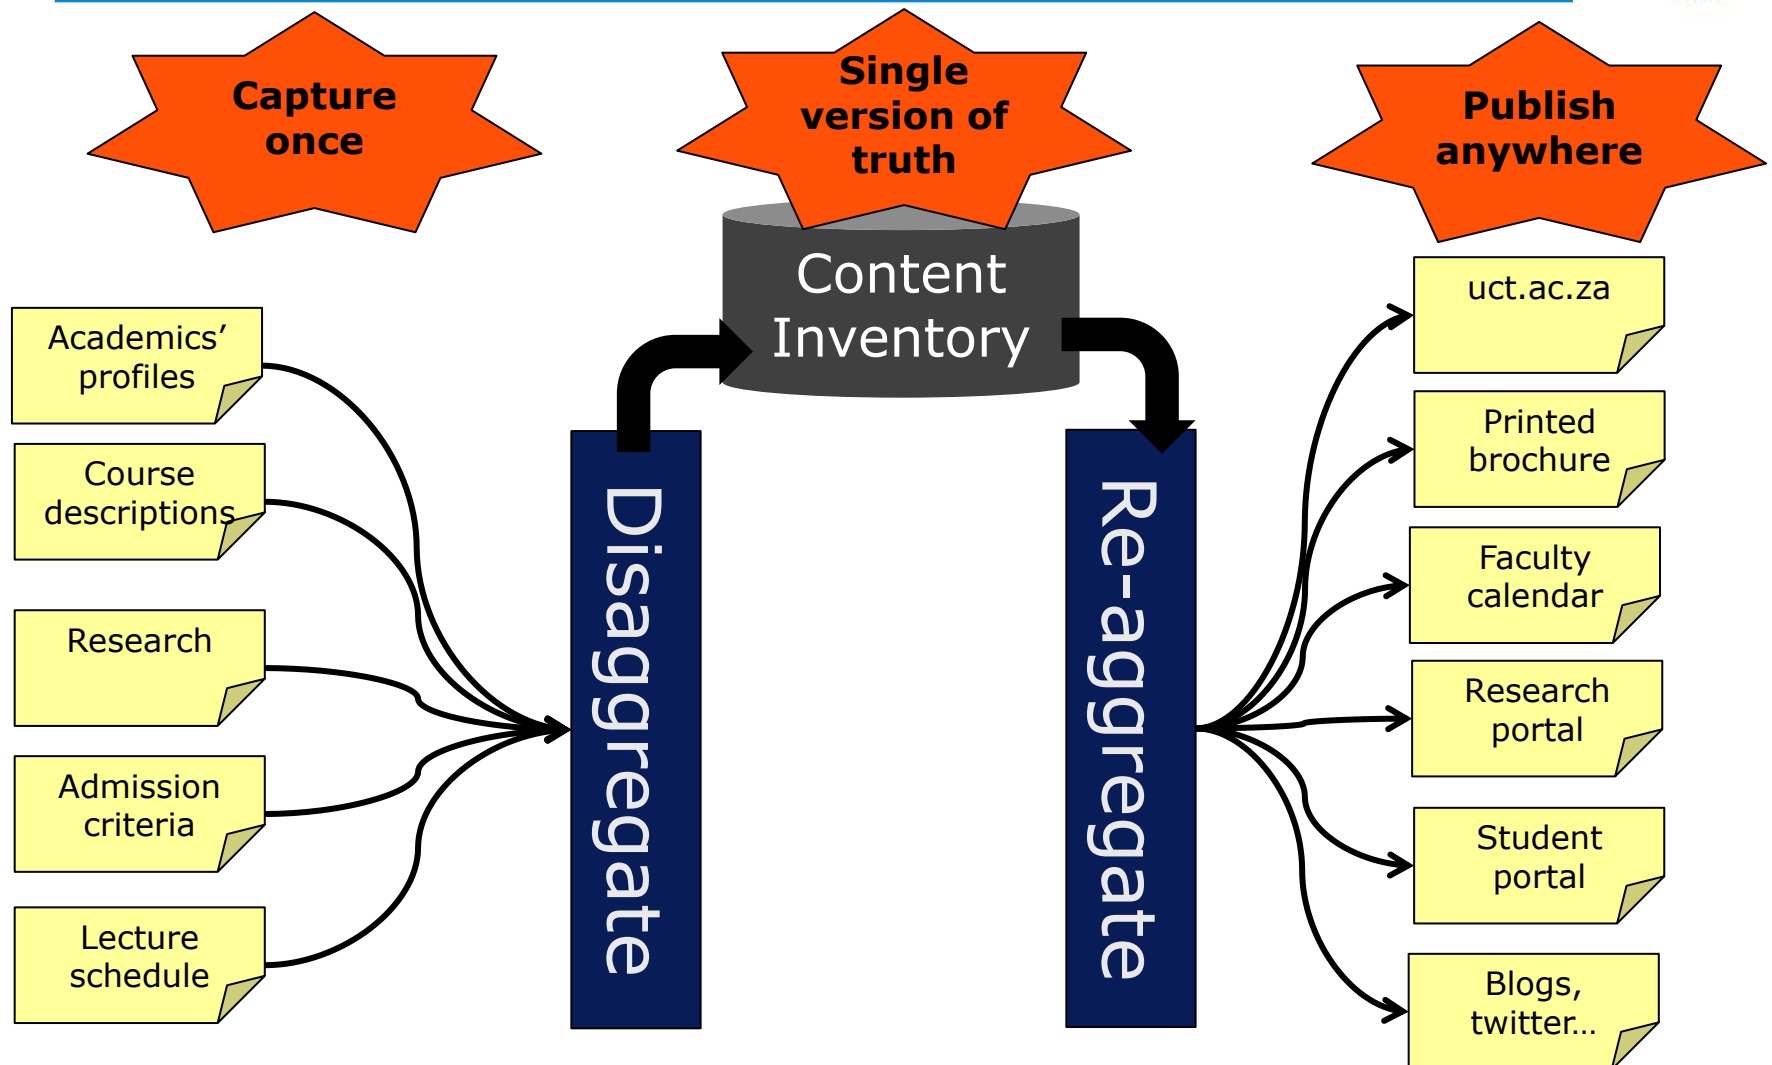 Capture
once
Single
version of
truth
Publish
anywhere
Content
Inventory
Academics’
profiles
Course
descriptions
Research
Admission
criteria
Lecture
schedule
Disaggregate
Re-aggregate
uct.ac.za
Printed
brochure
Faculty
calendar
Research
portal
Student
portal
Blogs,
twitter…